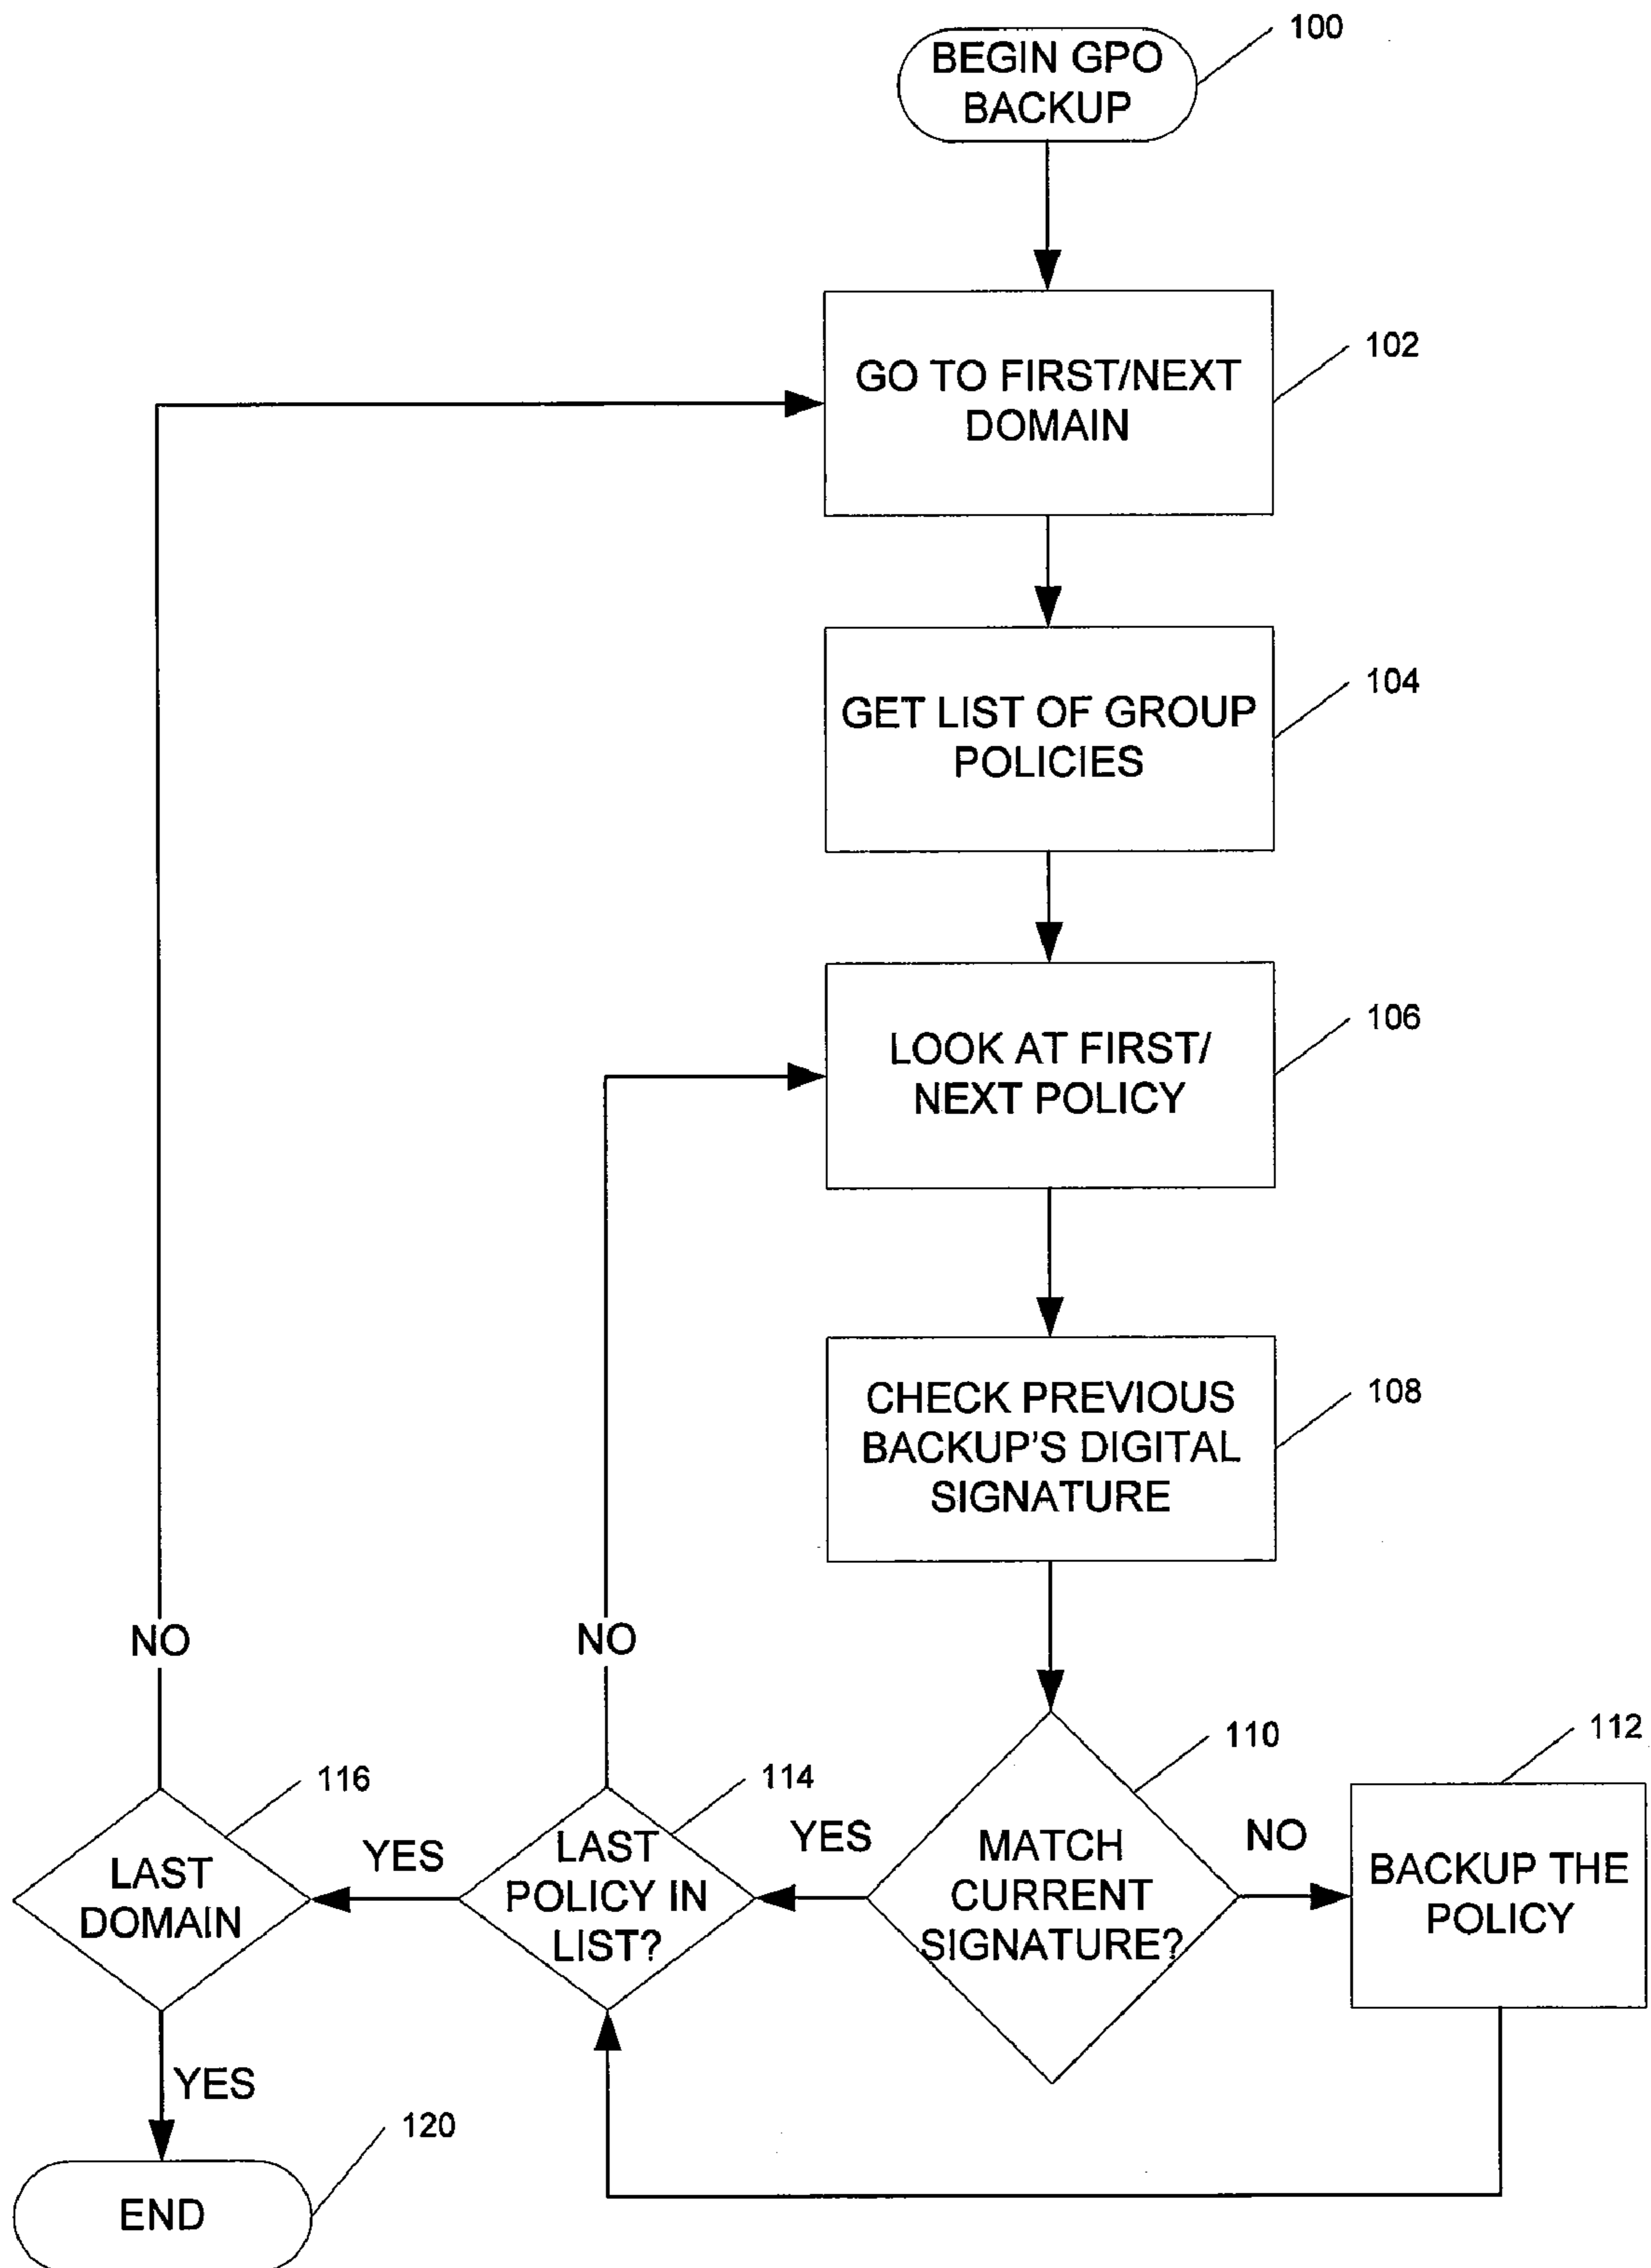 BEGIN GPO
BACKUP
100
GO TO FIRST/NEXT
DOMAIN
102
GET LIST OF GROUP
POLICIES
104
LOOK AT FIRST/
NEXT POLICY
106
CHECK PREVIOUS
BACKUP'S DIGITAL
SIGNATURE
108
NO
NO
116
LAST
DOMAIN
YES
114
LAST
POLICY IN
LIST?
YES
110
MATCH
CURRENT
SIGNATURE?
NO
112
BACKUP THE
POLICY
YES
120
END